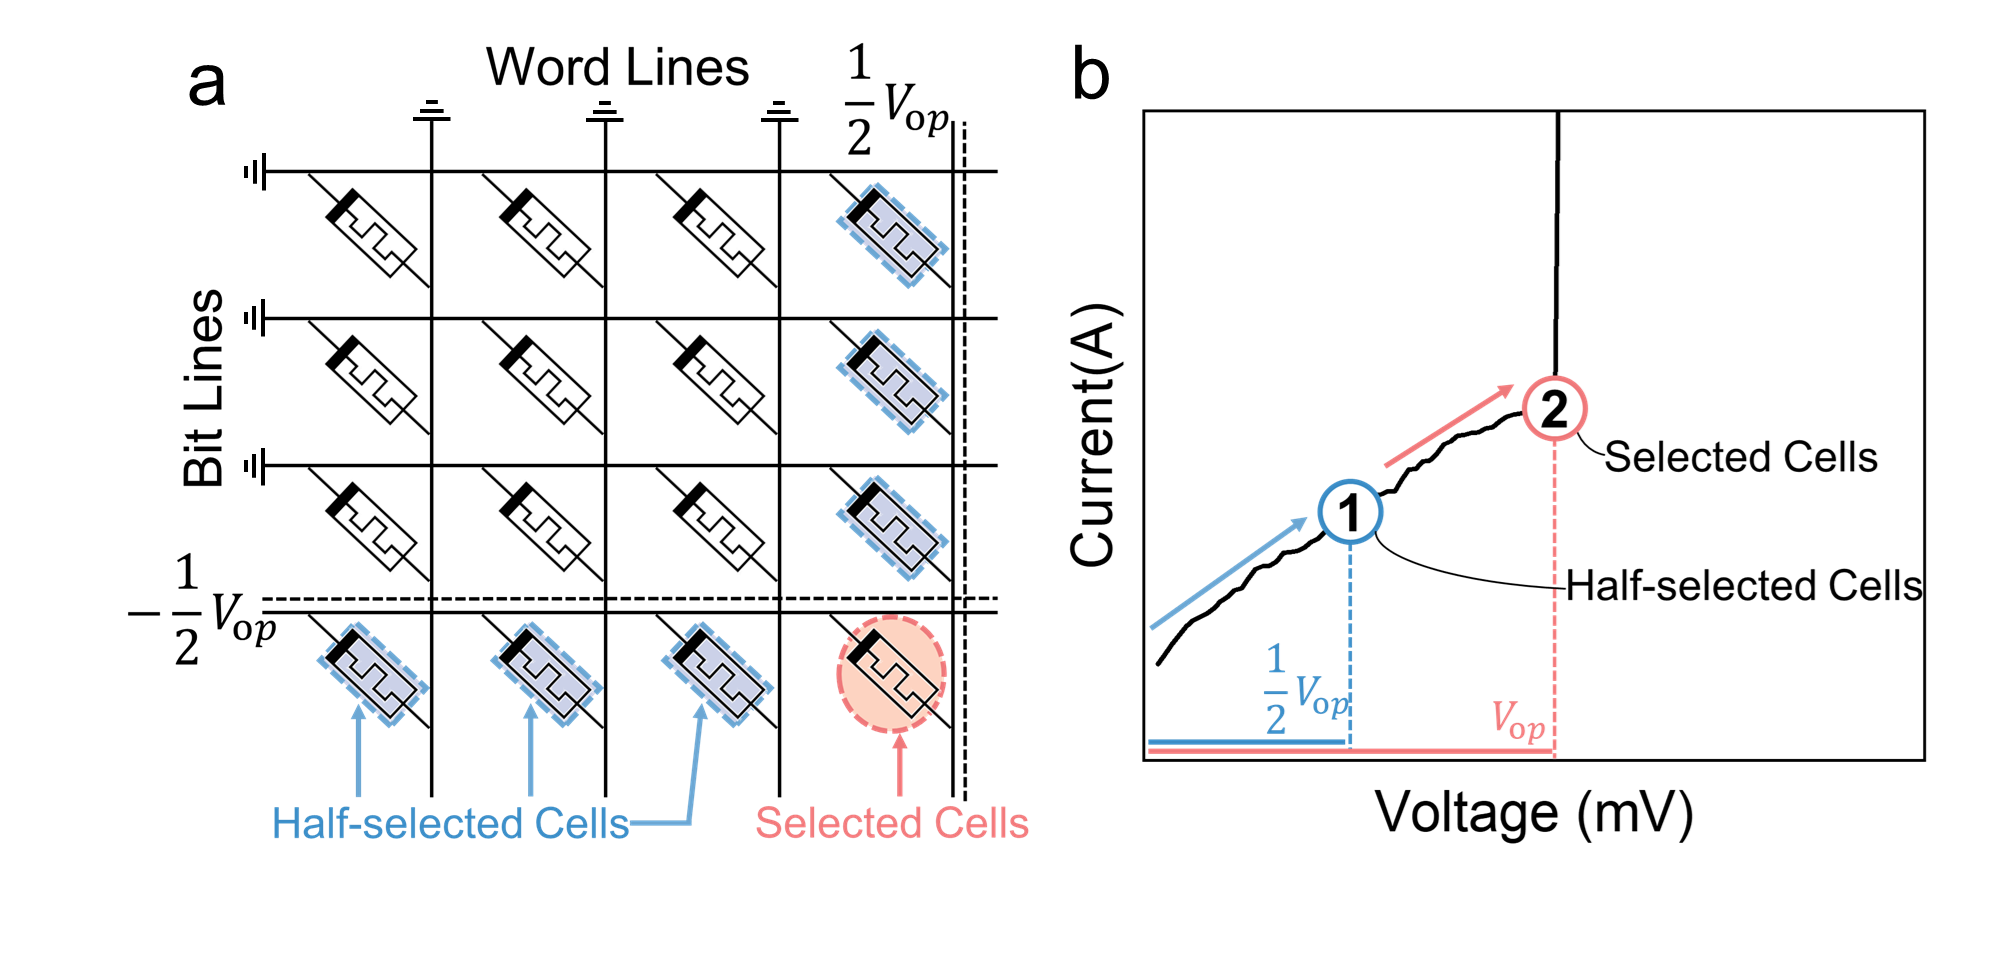 a
Word Lines
1/2 Vop
Bit Lines
−1/2 Vop
Half-selected Cells
Selected Cells
b
Current(A)
2
Selected Cells
1
Half-selected Cells
1/2 Vop
Vop
Voltage (mV)